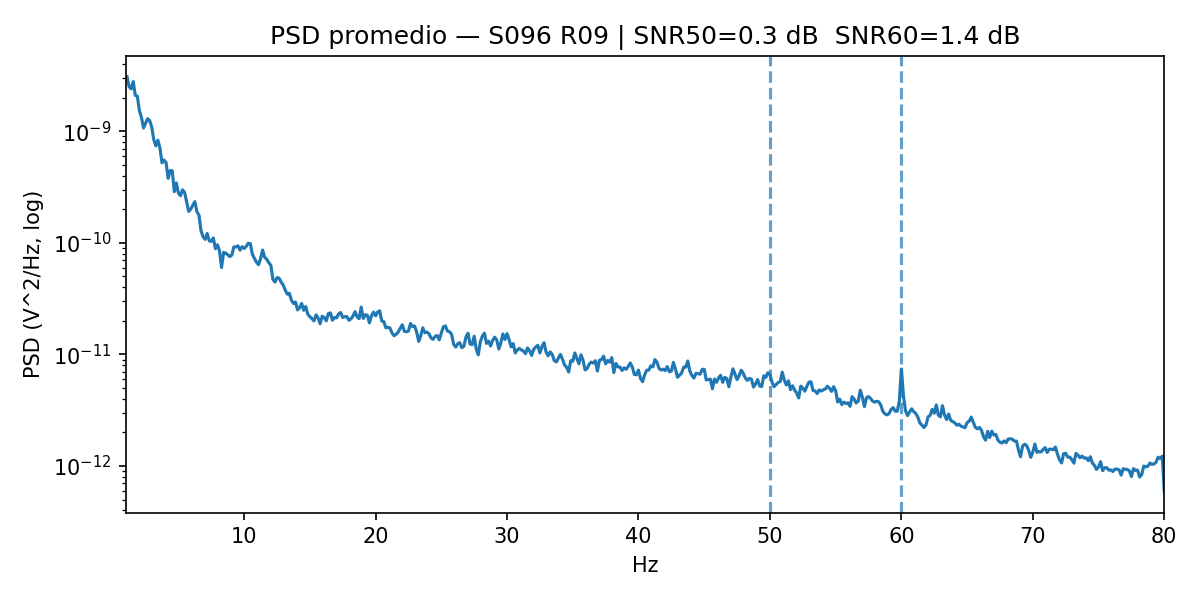 PSD promedio — S096 R09 | SNR50=0.3 dB  SNR60=1.4 dB
PSD (V^2/Hz, log)
10^-9
10^-10
10^-11
10^-12
10 20 30 40 50 60 70 80
Hz